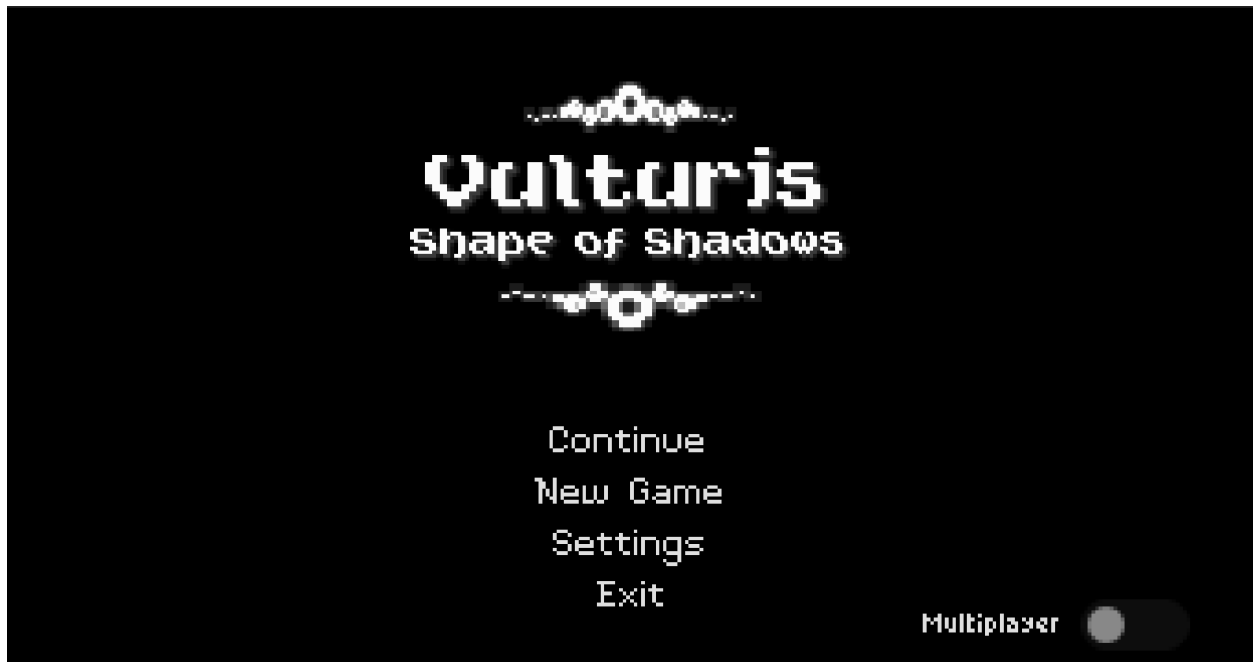 Vulturis
Shape of Shadows
Continue
New Game
Settings
Exit
Multiplayer